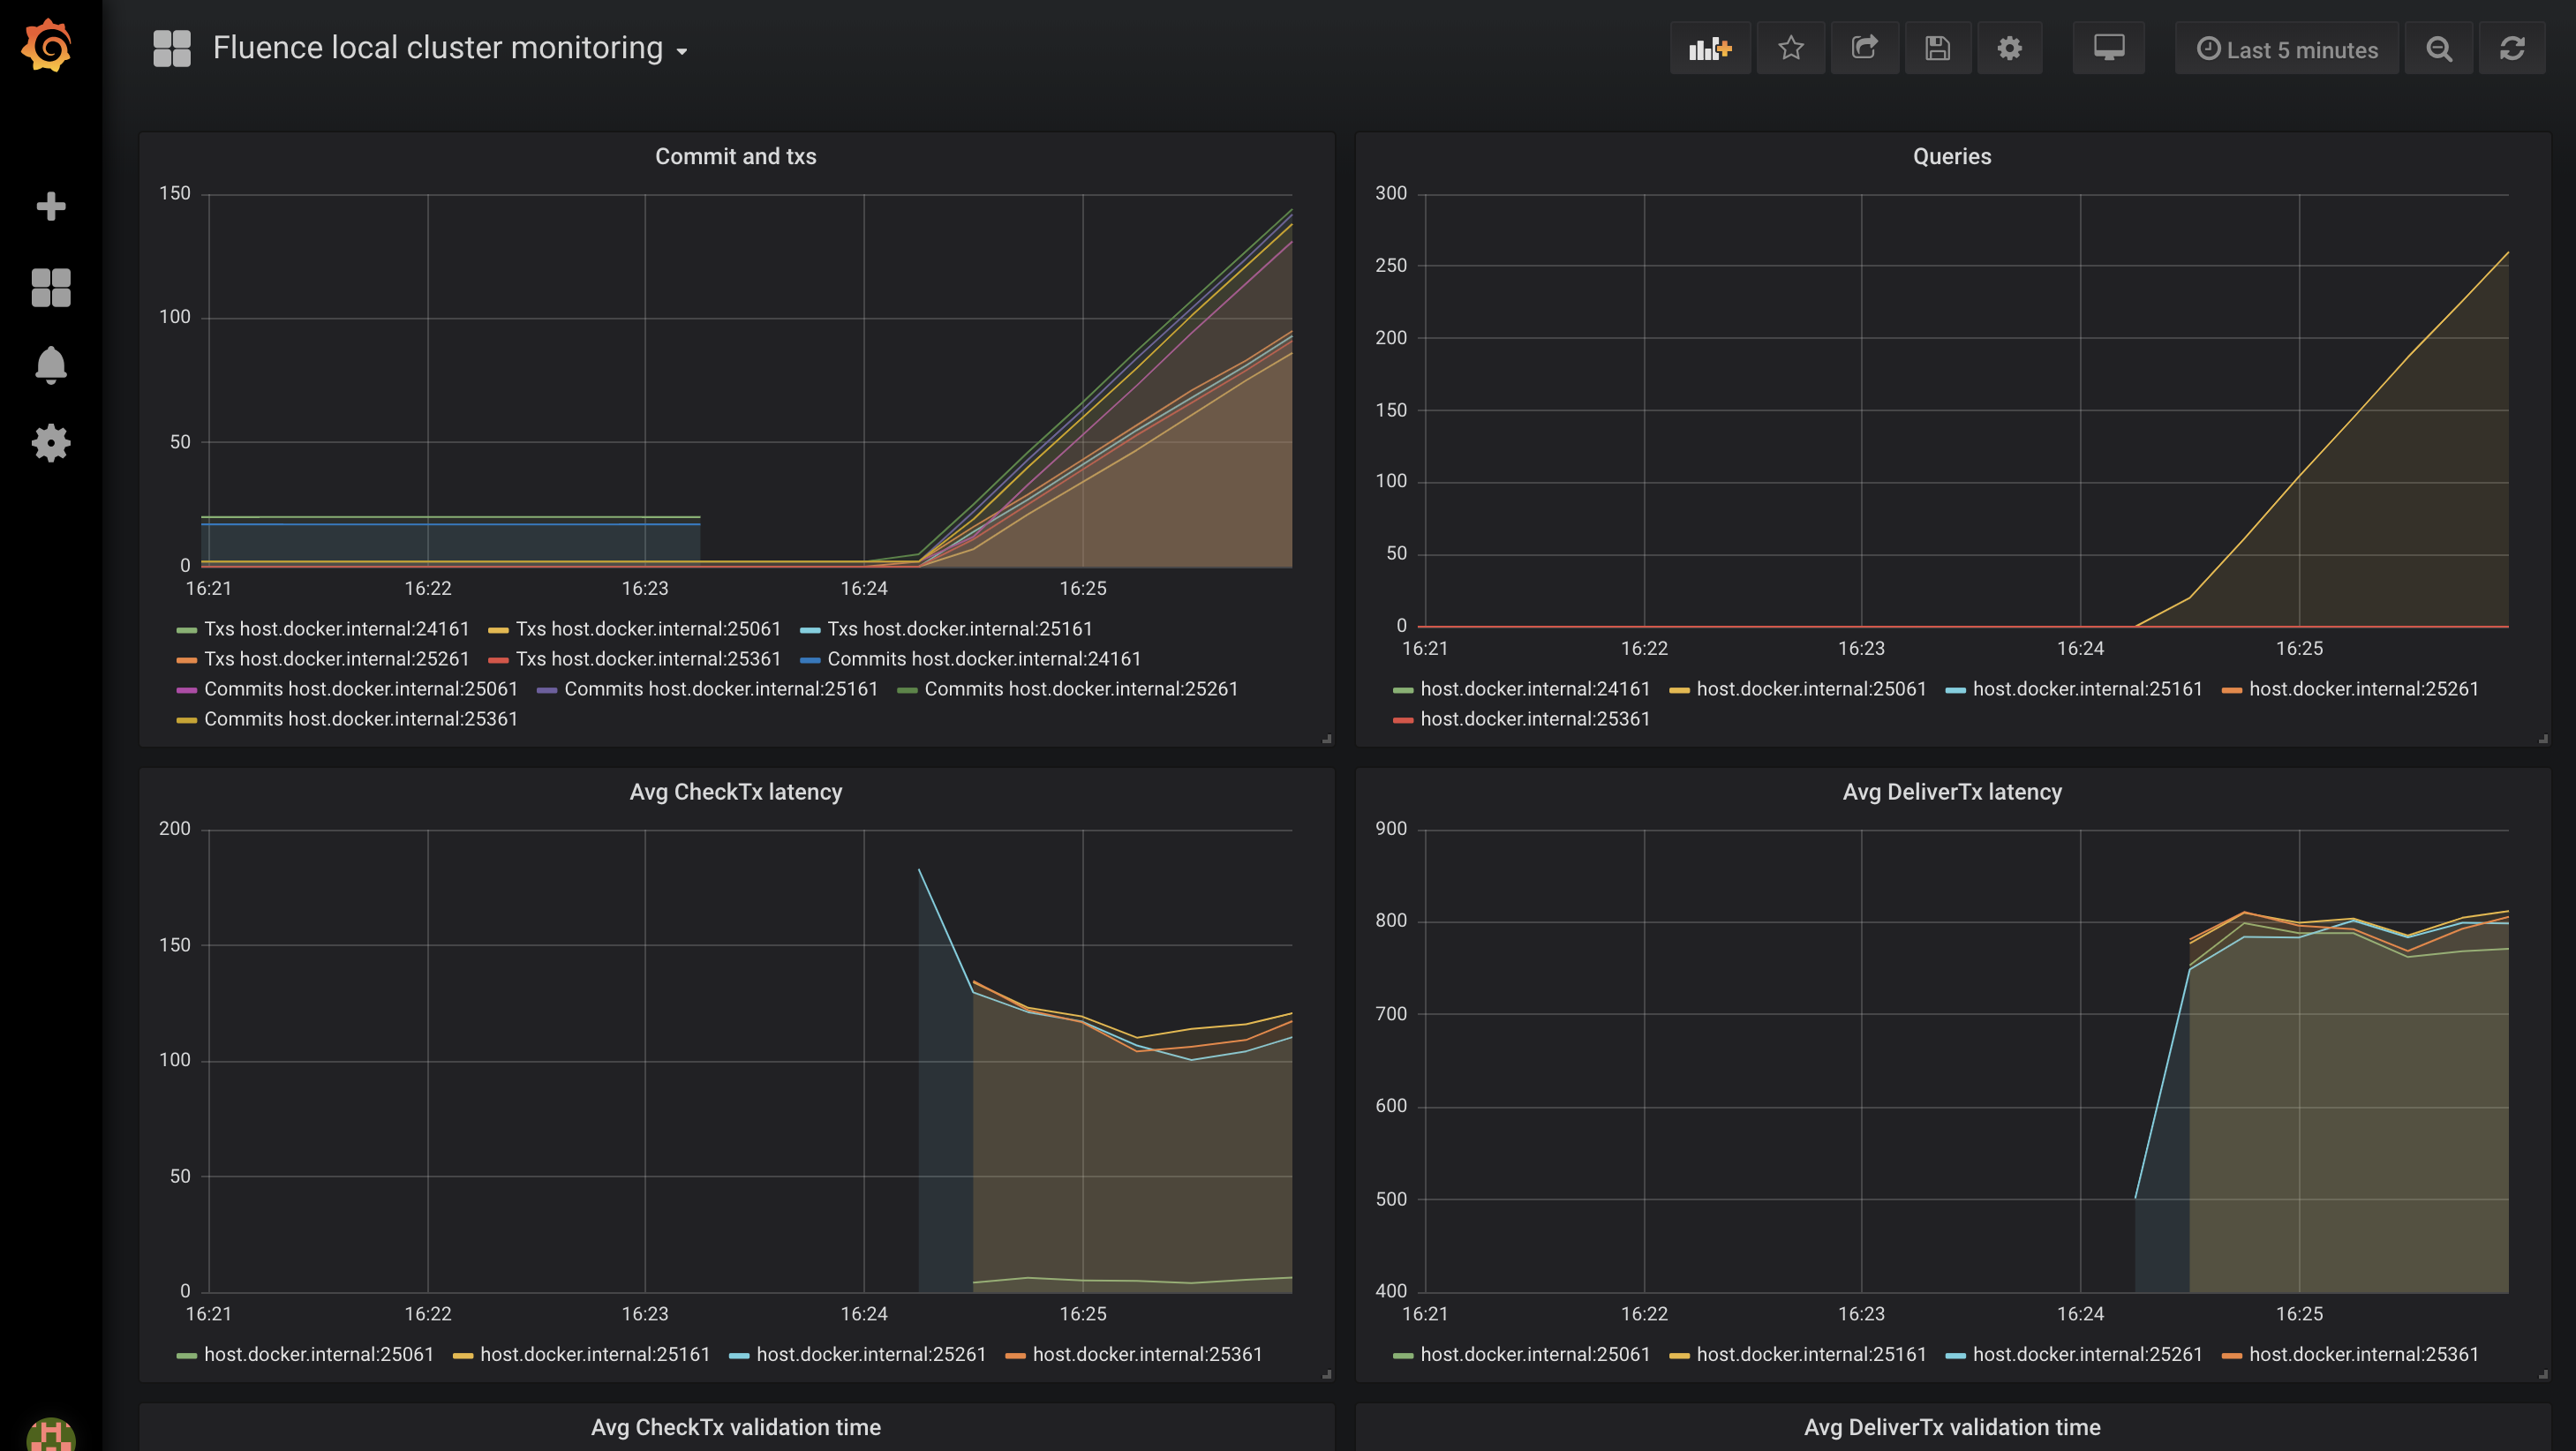 Fluence local cluster monitoring
Last 5 minutes
Commit and txs
150
100
50
0
16:21 16:22 16:23 16:24 16:25
Txs host.docker.internal:24161 Txs host.docker.internal:25061 Txs host.docker.internal:25161
Txs host.docker.internal:25261 Txs host.docker.internal:25361 Commits host.docker.internal:24161
Commits host.docker.internal:25061 Commits host.docker.internal:25161 Commits host.docker.internal:25261
Commits host.docker.internal:25361
Queries
300
250
200
150
100
50
0
16:21 16:22 16:23 16:24 16:25
host.docker.internal:24161 host.docker.internal:25061 host.docker.internal:25161 host.docker.internal:25261
host.docker.internal:25361
Avg CheckTx latency
200
150
100
50
0
16:21 16:22 16:23 16:24 16:25
host.docker.internal:25061 host.docker.internal:25161 host.docker.internal:25261 host.docker.internal:25361
Avg DeliverTx latency
900
800
700
600
500
400
16:21 16:22 16:23 16:24 16:25
host.docker.internal:25061 host.docker.internal:25161 host.docker.internal:25261 host.docker.internal:25361
Avg CheckTx validation time
Avg DeliverTx validation time